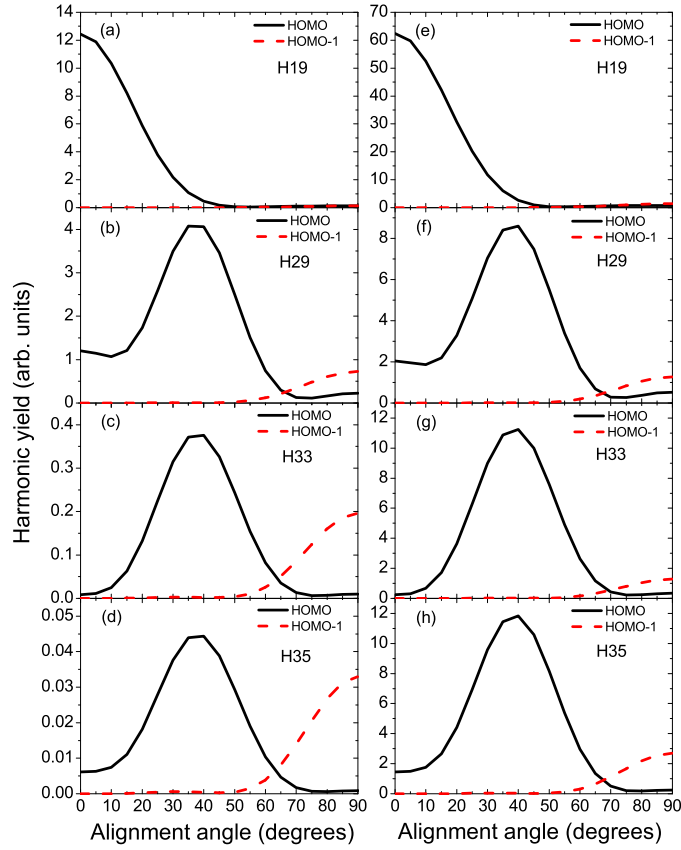 14
12
10
8
6
4
2
0
(a)
HOMO
HOMO-1
H19
70
60
50
40
30
20
10
0
(e)
HOMO
HOMO-1
H19
4
3
2
1
0
(b)
HOMO
HOMO-1
H29
8
6
4
2
0
(f)
HOMO
HOMO-1
H29
0.4
0.3
0.2
0.1
0.0
(c)
HOMO
HOMO-1
H33
12
10
8
6
4
2
0
(g)
HOMO
HOMO-1
H33
0.05
0.04
0.03
0.02
0.01
0.00
(d)
HOMO
HOMO-1
H35
12
10
8
6
4
2
0
(h)
HOMO
HOMO-1
H35
0 10 20 30 40 50 60 70 80 90
0 10 20 30 40 50 60 70 80 90
Alignment angle (degrees)
Alignment angle (degrees)
Harmonic yield (arb. units)